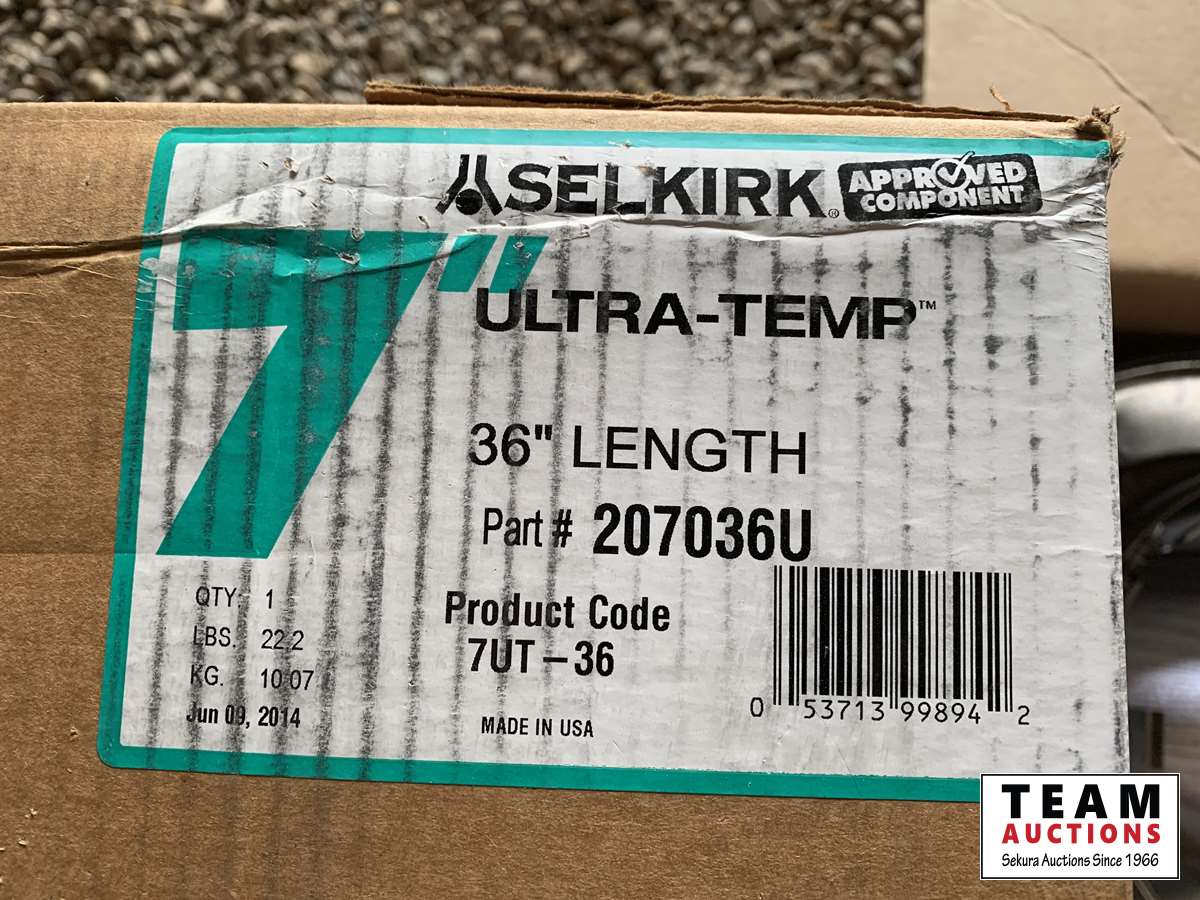 SELKIRK®
APPROVED
COMPONENT
7"
ULTRA-TEMP™
36" LENGTH
Part # 207036U
QTY. 1
LBS. 22.2
KG. 10.07
Jun 09, 2014
Product Code
7UT-36
MADE IN USA
0 53713 99894 2
TEAM
AUCTIONS
Sekura Auctions Since 1966